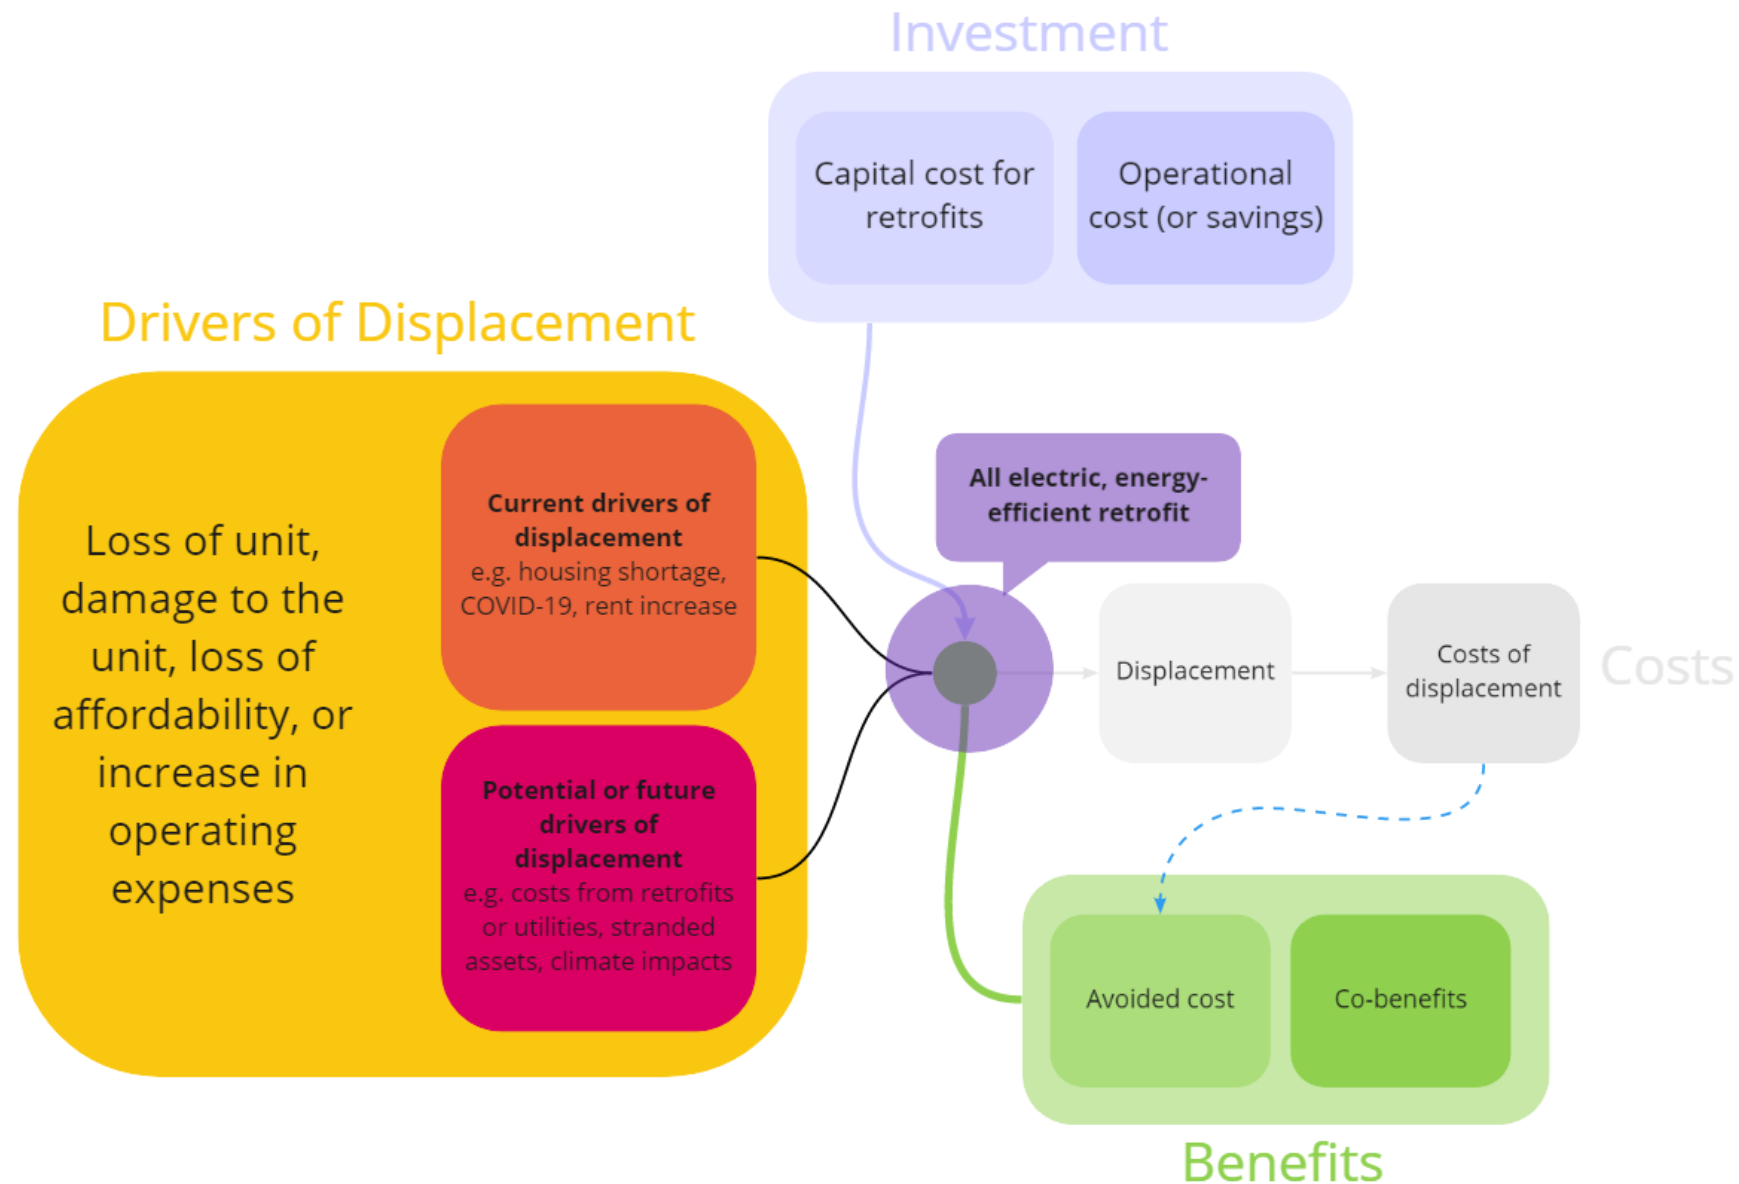 Investment
Capital cost for
retrofits
Operational
cost (or savings)
Drivers of Displacement
Loss of unit,
damage to the
unit, loss of
affordability, or
increase in
operating
expenses
Current drivers of
displacement
e.g. housing shortage,
COVID-19, rent increase
Potential or future
drivers of
displacement
e.g. costs from retrofits
or utilities, stranded
assets, climate impacts
All electric, energy-
efficient retrofit
Displacement
Costs of
displacement
Costs
Avoided cost
Co-benefits
Benefits